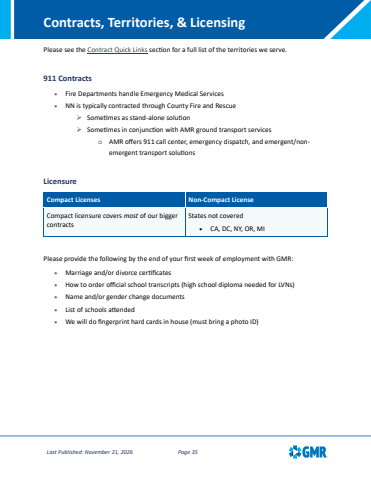 Contracts, Territories, & Licensing
Please see the Contract Quick Links section for a full list of the territories we serve.
911 Contracts
• Fire Departments handle Emergency Medical Services
• NN is typically contracted through County Fire and Rescue
➢ Sometimes as stand-alone solution
➢ Sometimes in conjunction with AMR ground transport services
o AMR offers 911 call center, emergency dispatch, and emergent/non-
emergent transport solutions
Licensure
Compact Licenses Non-Compact License
Compact licensure covers most of our bigger
contracts
States not covered
• CA, DC, NY, OR, MI
Please provide the following by the end of your first week of employment with GMR:
• Marriage and/or divorce certificates
• How to order official school transcripts (high school diploma needed for LVNs)
• Name and/or gender change documents
• List of schools attended
• We will do fingerprint hard cards in house (must bring a photo ID)
Last Published: November 21, 2026 Page 35
GMR